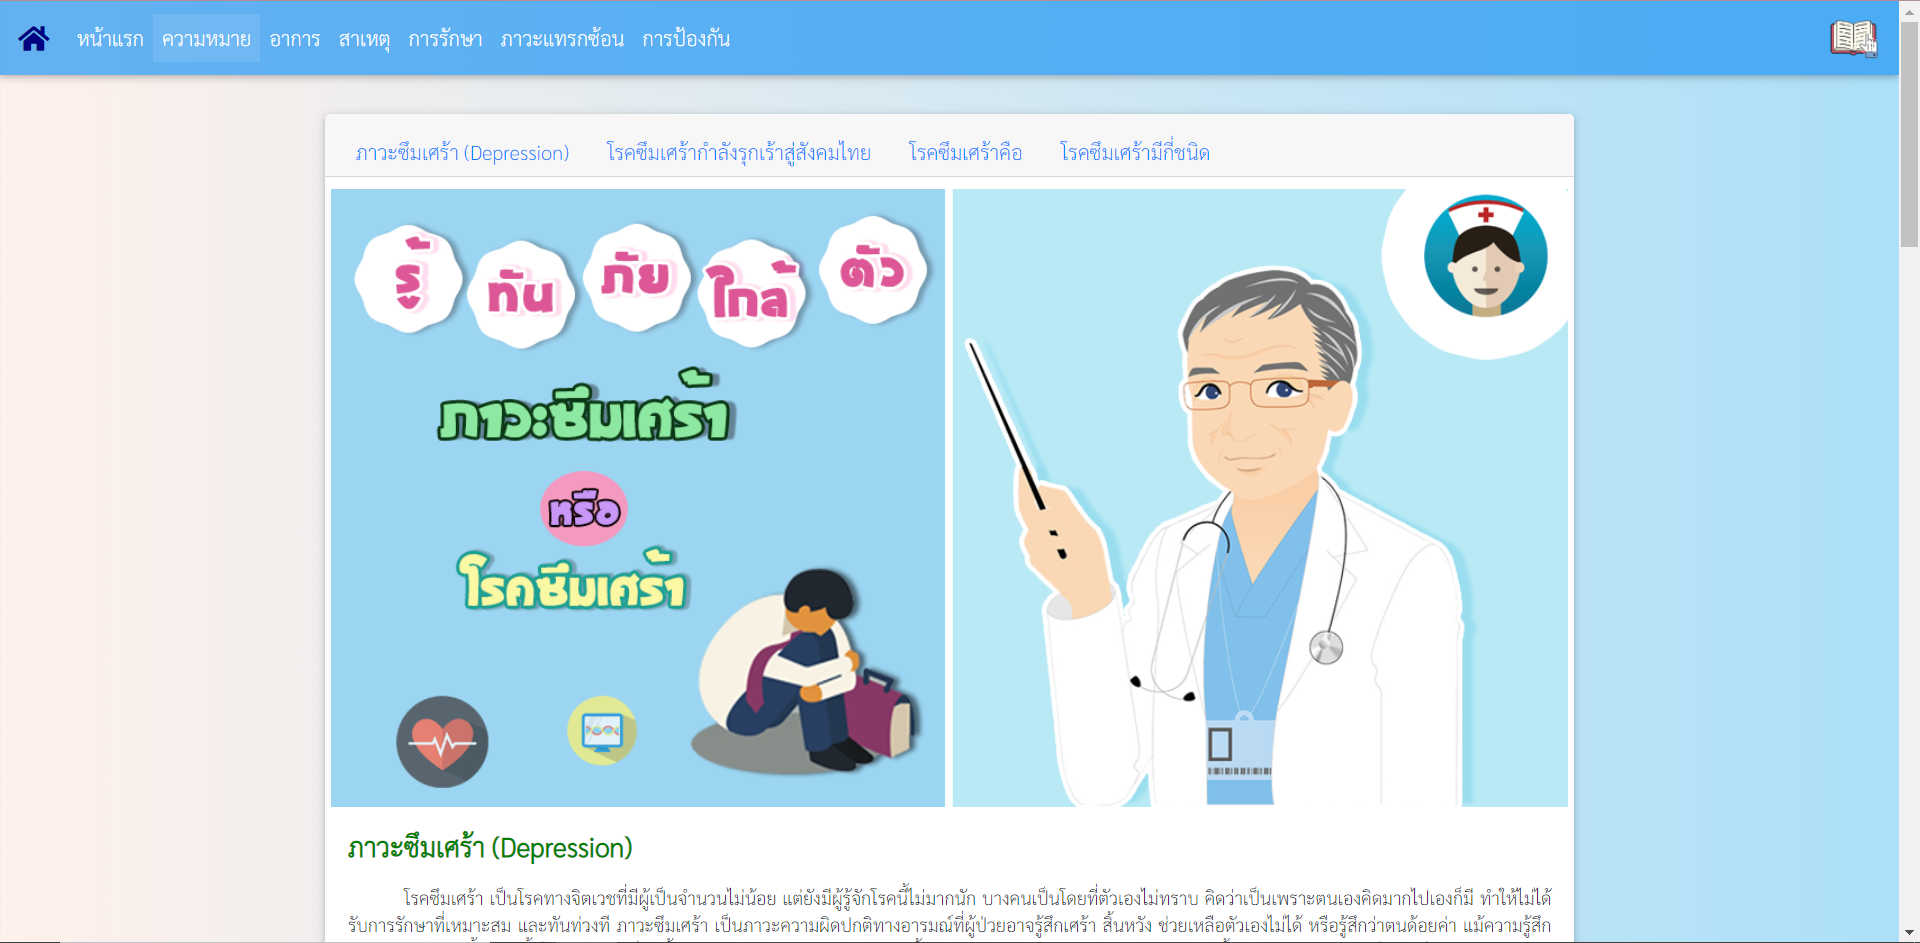 หน้าแรก ความหมาย อาการ สาเหตุ การรักษา ภาวะแทรกซ้อน การป้องกัน
ภาวะซึมเศร้า (Depression) โรคซึมเศร้ากำลังรุกเร้าสู่สังคมไทย โรคซึมเศร้าคือ โรคซึมเศร้ามีกี่ชนิด
รู้ ทัน ภัย ใกล้ ตัว
ภาวะซึมเศร้า
หรือ
โรคซึมเศร้า
ภาวะซึมเศร้า (Depression)
โรคซึมเศร้า เป็นโรคทางจิตเวชที่มีผู้เป็นจำนวนไม่น้อย แต่ยังมีผู้รู้จักโรคนี้ไม่มากนัก บางคนเป็นโดยที่ตัวเองไม่ทราบ คิดว่าเป็นเพราะตนเองคิดมากไปเองก็มี ทำให้ไม่ได้
รับการรักษาที่เหมาะสม และทันท่วงที ภาวะซึมเศร้า เป็นภาวะความผิดปกติทางอารมณ์ที่ผู้ป่วยอาจรู้สึกเศร้า สิ้นหวัง ช่วยเหลือตัวเองไม่ได้ หรือรู้สึกว่าตนด้อยค่า แม้ความรู้สึก